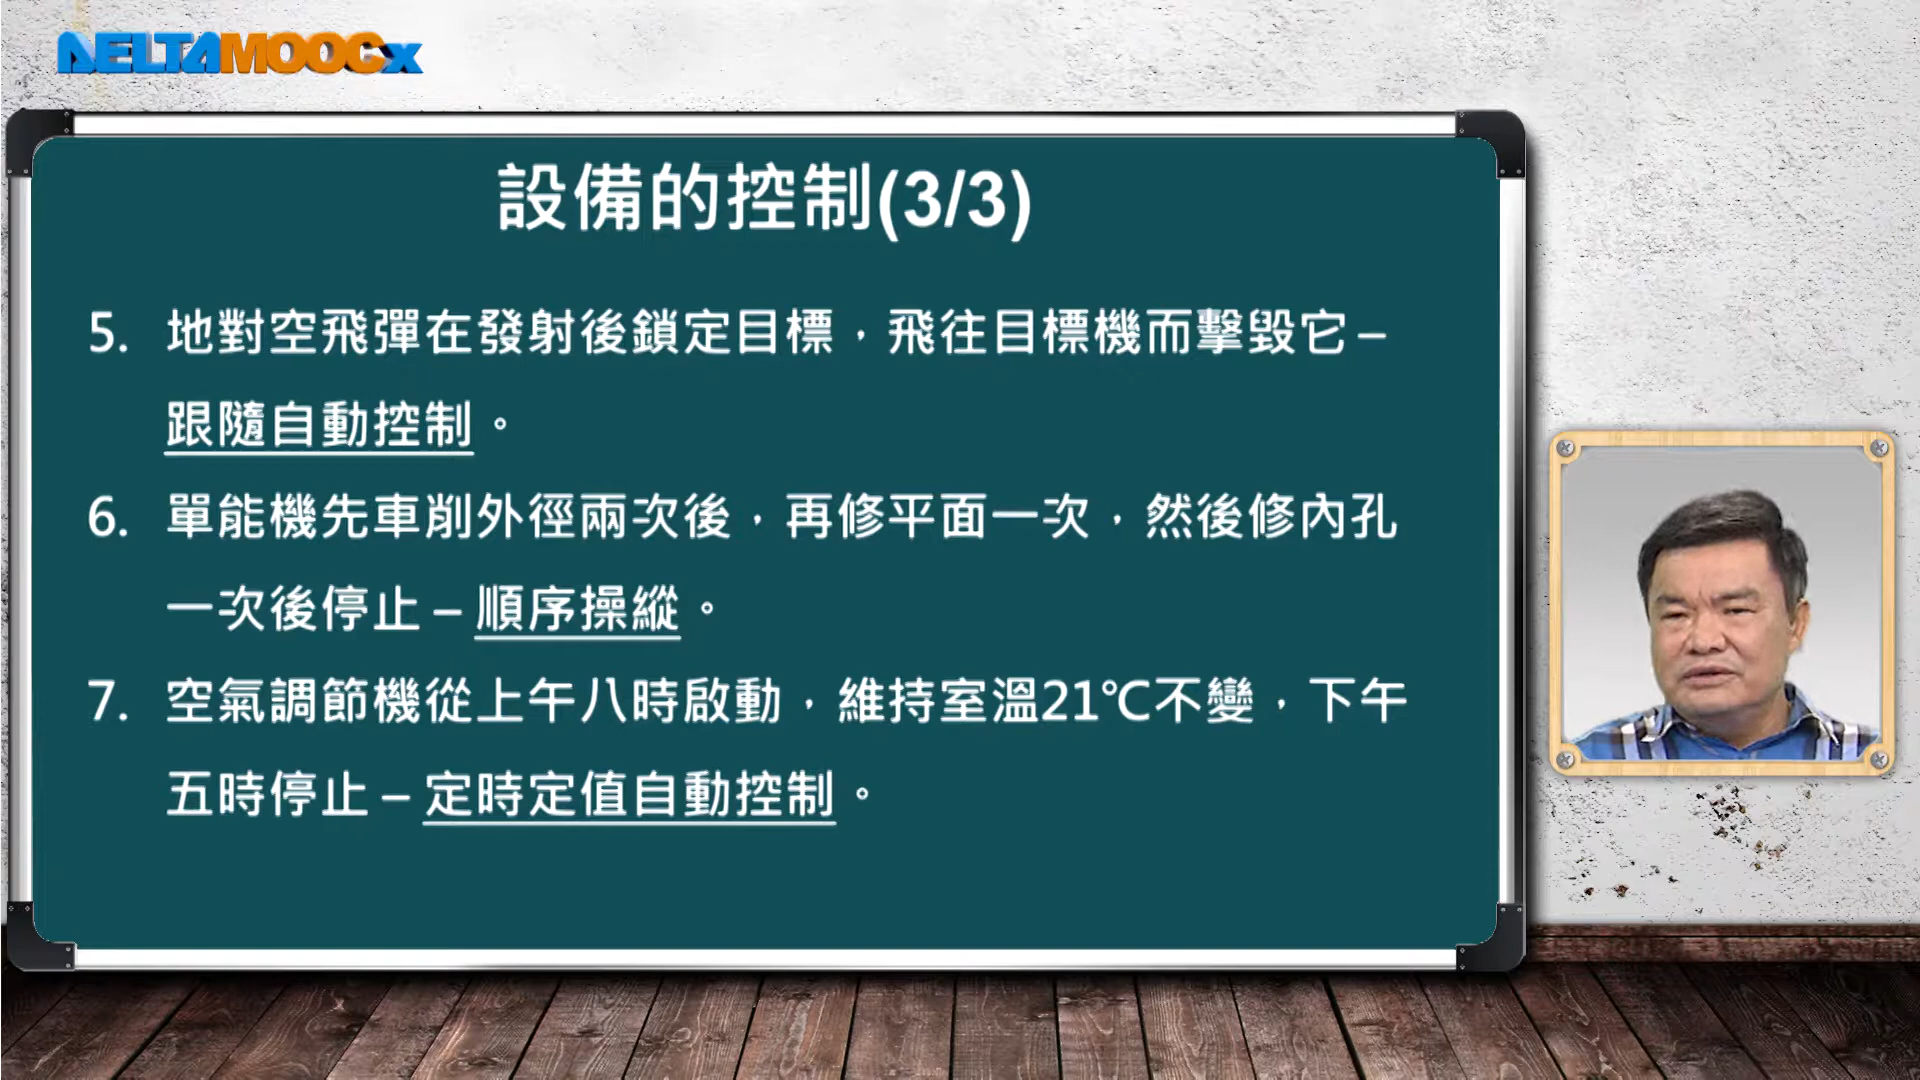 DELTAMOOCx
設備的控制(3/3)
5. 地對空飛彈在發射後鎖定目標，飛往目標機而擊毀它 –
跟隨自動控制。
6. 單能機先車削外徑兩次後，再修平面一次，然後修內孔
一次後停止 – 順序操縱。
7. 空氣調節機從上午八時啟動，維持室溫21℃不變，下午
五時停止 – 定時定值自動控制。